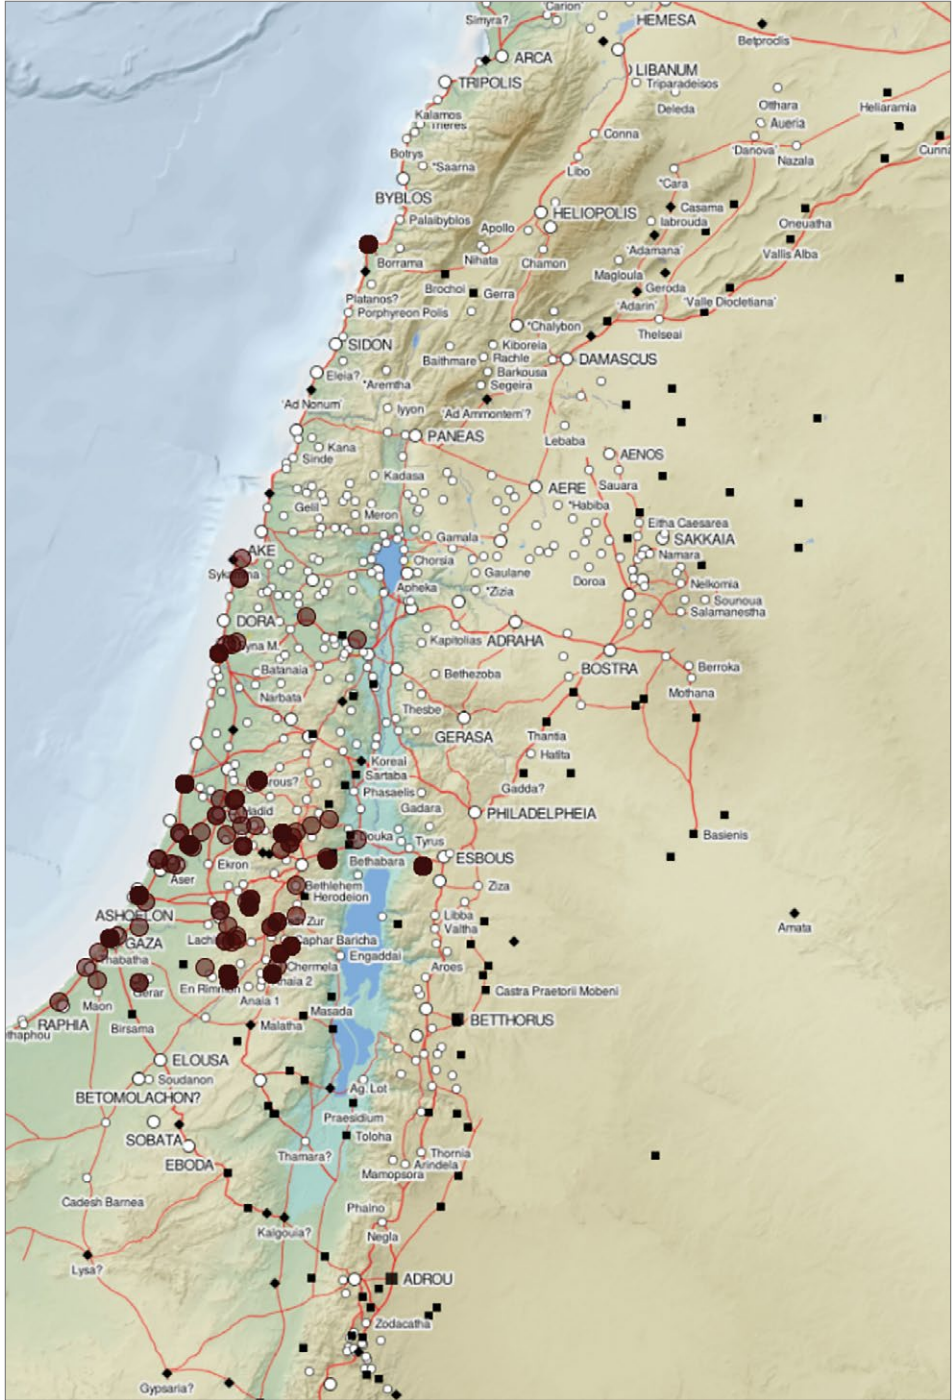 Carion
Simyra?
HEMESA
Betproclis
ARCA
LIBANUM
TRIPOLIS
Triparadeisos
Deleda
Otthara
Heliaramia
Kalamos
Aueria
Conna
Botrys
'Danova'
Nazala
*Saarna
Libo
*Cara
BYBLOS
Casama
Palaibyblos
HELIOPOLIS
Iabrouda
Oneuatha
Apollo
'Adamana'
Vallis Alba
Borrama
Nihata
Chamon
Magloula
Brochoi
Gerra
Geroda
Platanos?
'Adarin'
'Valle Diocletiana'
Porphyreon Polis
*Chalybon
Thelseai
SIDON
Kiboreia
Baithmare
Rachle
DAMASCUS
Eleia?
Barkousa
*Aremtha
Segeira
'Ad Nonum'
Iyyon
'Ad Ammontem'?
PANEAS
Lebaba
Kana
AENOS
Sinde
Kadasa
Sauara
AERE
Gelil
Meron
*Habiba
Eitha Caesarea
Gamala
SAKKAIA
AKE
Chorsia
Namara
Gaulane
Doroa
Apheka
*Zizia
Nelkomia
Sounoua
Salamanestha
DORA
Kapitolias
ADRAHA
Batanaia
Bethezoba
BOSTRA
Berroka
Narbata
Mothana
Thesbe
GERASA
Thantia
Koreai
Hatita
Sartaba
Phasaelis
Gadda?
Gadara
PHILADELPHEIA
Tyrus
Basienis
Ekron
Bethabara
ESBOUS
Aser
Bethlehem
Ziza
Herodeion
ASHQELON
Libba
Amata
Zur
Valtha
GAZA
Caphar Baricha
Engaddai
Chermela
Aroes
Gerar
En Rimmon
Anaia 2
Castra Praetorii Mobeni
Maon
Anaia 1
Masada
RAPHIA
Birsama
Malatha
BETTHORUS
ELOUSA
Soudanon
Ag. Lot
BETOMOLACHON?
Praesidium
SOBATA
Toloha
EBODA
Thamara?
Thornia
Arindela
Mamopsora
Cadesh Barnea
Phaino
Kalgouia?
Negla
Lysa?
ADROU
Zodacatha
Gypsaria?